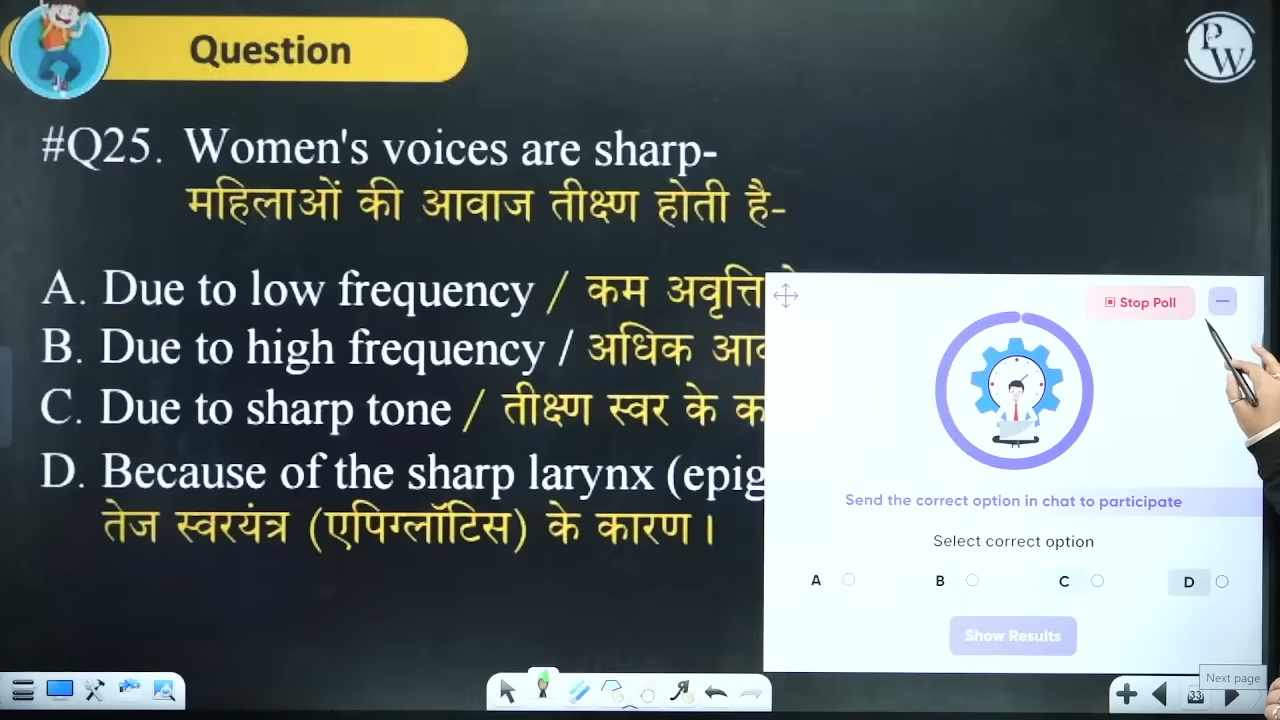 Question
PW
#Q25. Women's voices are sharp-
महिलाओं की आवाज तीक्ष्ण होती है-
A. Due to low frequency / कम अवृत्ति
B. Due to high frequency / अधिक
C. Due to sharp tone / तीक्ष्ण स्वर के
D. Because of the sharp larynx (epig
तेज स्वरयंत्र (एपिग्लॉटिस) के कारण।
Stop Poll
Send the correct option in chat to participate
Select correct option
A B C D
Show Results
Next page
33